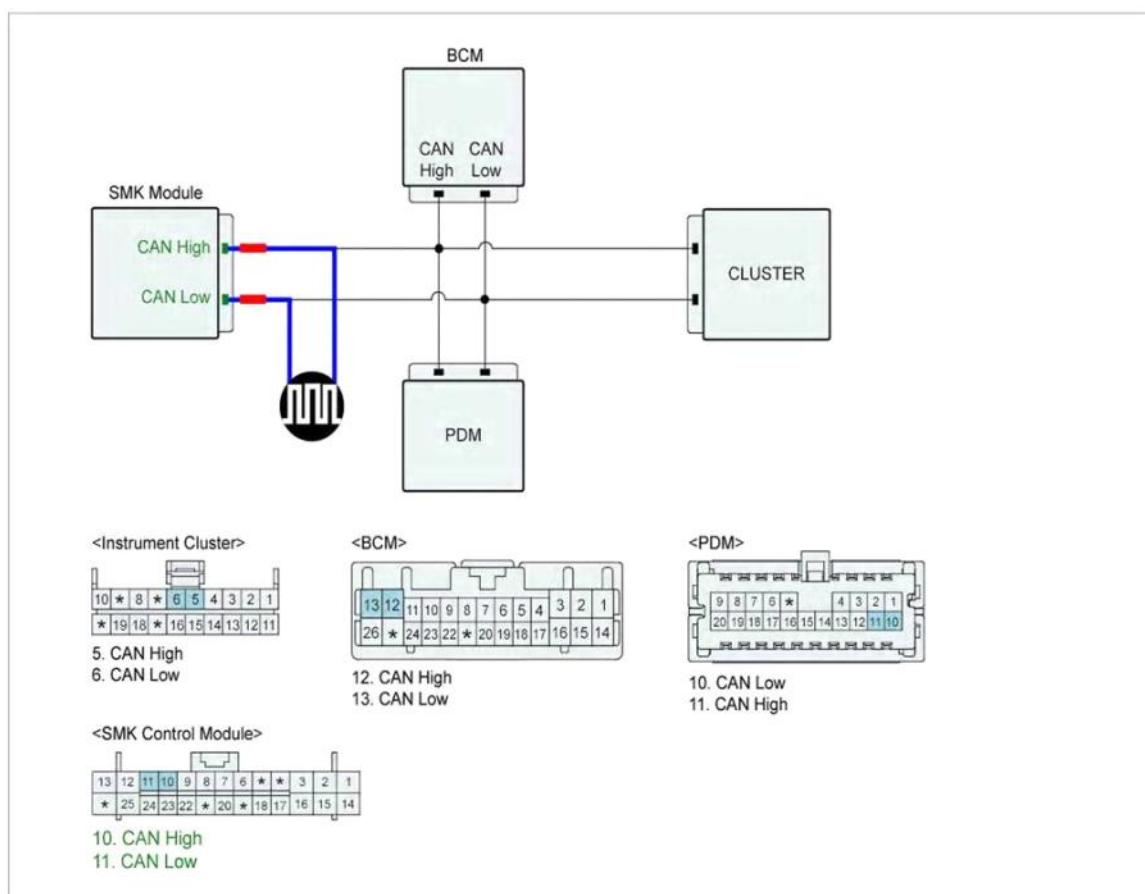 BCM
CAN CAN
High Low
SMK Module
CAN High
CAN Low
CLUSTER
PDM
<Instrument Cluster>
10 * 8 * 6 5 4 3 2 1
* 19 18 * 16 15 14 13 12 11
5. CAN High
6. CAN Low
<BCM>
13 12 11 10 9 8 7 6 5 4 3 2 1
26 * 24 23 22 * 20 19 18 17 16 15 14
12. CAN High
13. CAN Low
<PDM>
9 8 7 6 * 4 3 2 1
20 19 18 17 16 15 14 13 12 11 10
10. CAN Low
11. CAN High
<SMK Control Module>
13 12 11 10 9 8 7 6 * * 3 2 1
* 25 24 23 22 * 20 * 18 17 16 15 14
10. CAN High
11. CAN Low